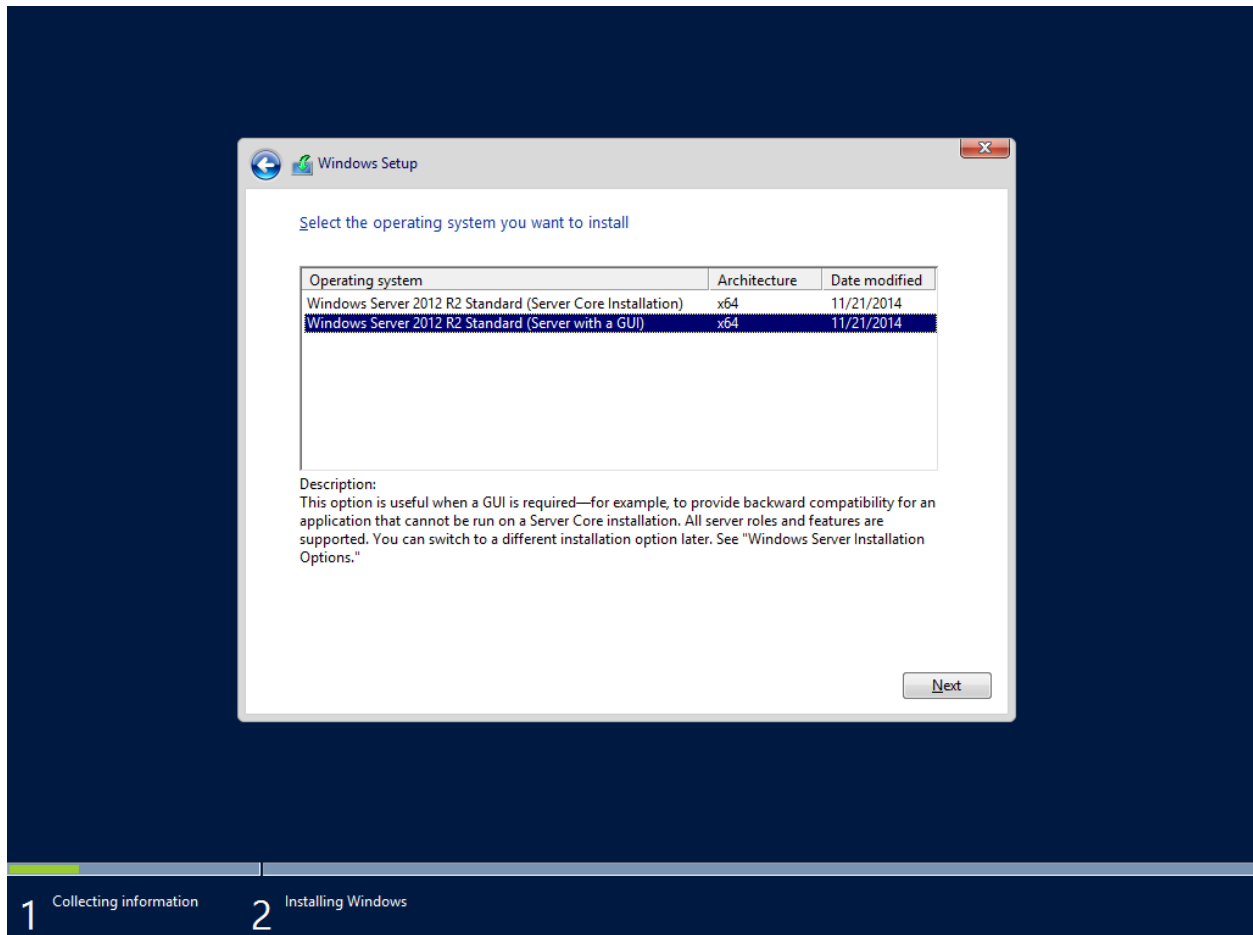 Windows Setup
X
Select the operating system you want to install
Operating system Architecture Date modified
Windows Server 2012 R2 Standard (Server Core Installation) x64 11/21/2014
Windows Server 2012 R2 Standard (Server with a GUI) x64 11/21/2014
Description:
This option is useful when a GUI is required—for example, to provide backward compatibility for an
application that cannot be run on a Server Core installation. All server roles and features are
supported. You can switch to a different installation option later. See "Windows Server Installation
Options."
Next
1 Collecting information 2 Installing Windows